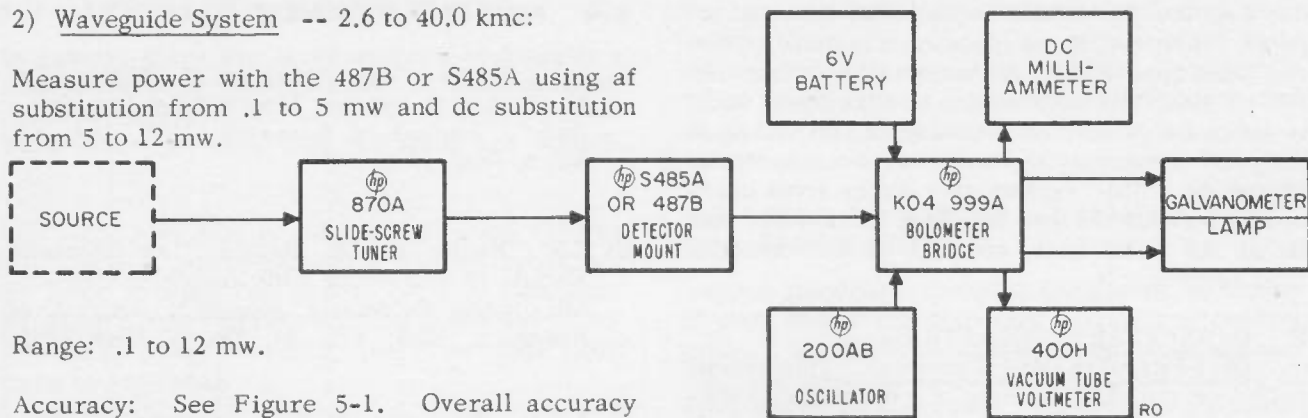 2) Waveguide System -- 2.6 to 40.0 kmc:
Measure power with the 487B or S485A using af
substitution from .1 to 5 mw and dc substitution
from 5 to 12 mw.
6V
BATTERY
DC
MILLI-
AMMETER
SOURCE
hp
870A
SLIDE-SCREW
TUNER
hp S485A
OR 487B
DETECTOR
MOUNT
hp
K04 999A
BOLOMETER
BRIDGE
GALVANOMETER
LAMP
hp
200AB
OSCILLATOR
hp
400H
VACUUM TUBE
VOLTMETER
RO
Range: .1 to 12 mw.
Accuracy: See Figure 5-1. Overall accuracy